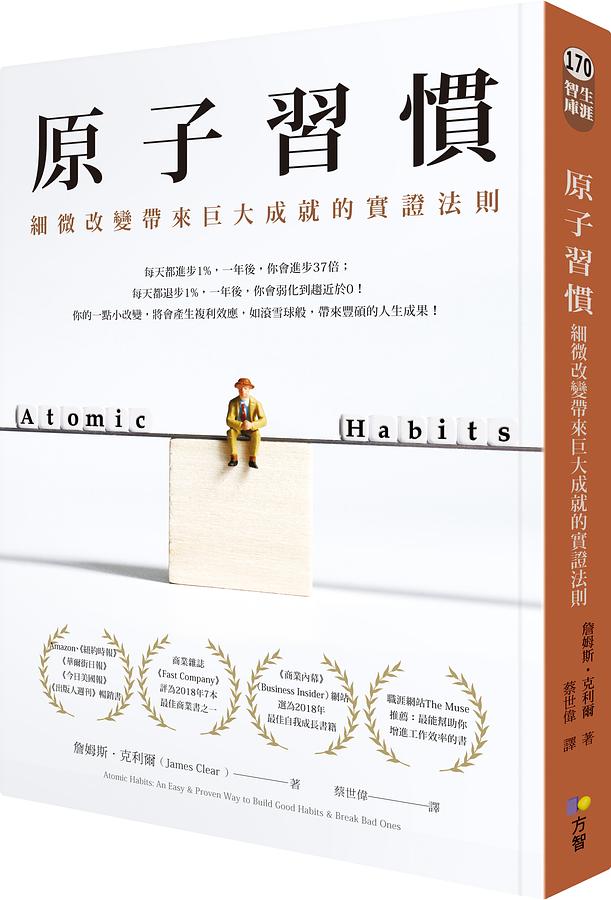 原子習慣
細微改變帶來巨大成就的實證法則
每天都進步1%，一年後，你會進步37倍；
每天都退步1%，一年後，你會弱化到趨近於0！
你的一點小改變，將會產生複利效應，如滾雪球般，帶來豐碩的人生成果！
Atomic Habits
Amazon・《紐約時報》
《華爾街日報》
《今日美國報》
《出版人週刊》暢銷書
商業雜誌
《Fast Company》
評為2018年7本
最佳商業書之一
《商業內幕》
（Business Insider）網站
選為2018年
最佳自我成長書籍
職涯網站The Muse
推薦：最能幫助你
增進工作效率的書
詹姆斯・克利爾（James Clear）——著 蔡世偉——譯
Atomic Habits: An Easy & Proven Way to Build Good Habits & Break Bad Ones
170
生涯
智庫
原子習慣
細微改變帶來巨大成就的實證法則
詹姆斯・克利爾 著
蔡世偉 譯
方智